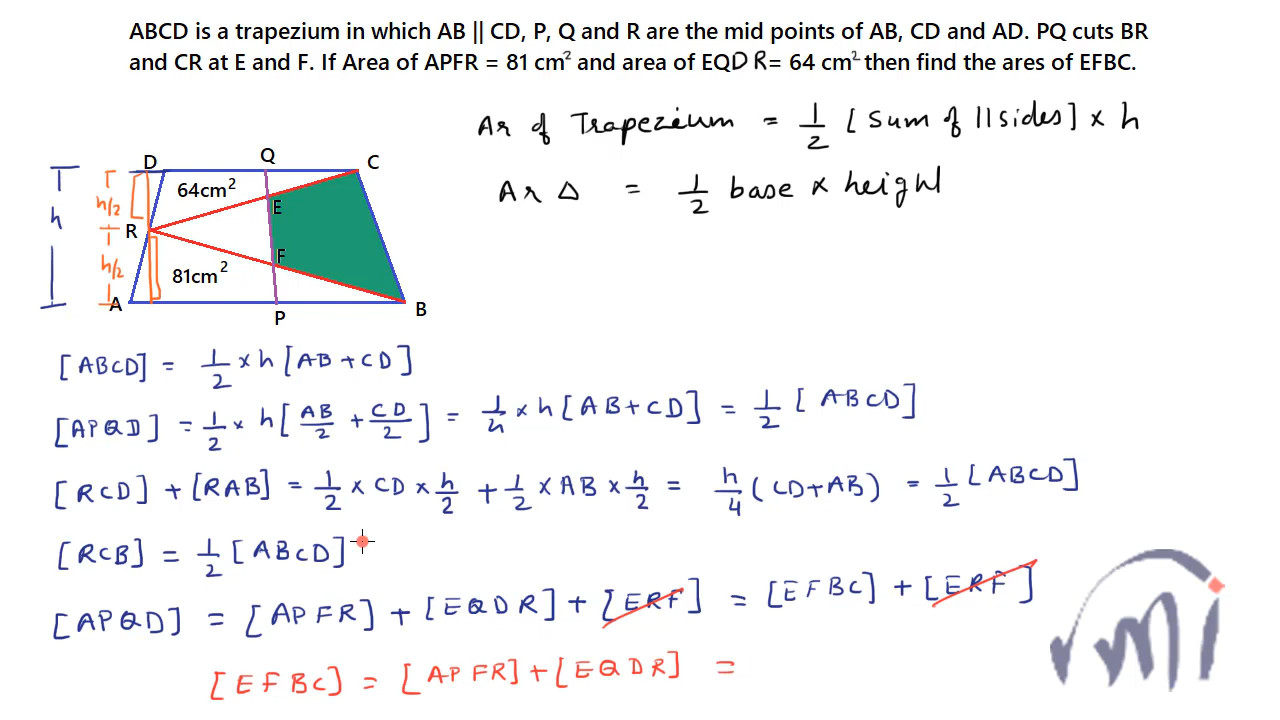 ABCD is a trapezium in which AB || CD, P, Q and R are the mid points of AB, CD and AD. PQ cuts BR
and CR at E and F. If Area of APFR = 81 cm² and area of EQDR = 64 cm² then find the ares of EFBC.
Ar of Trapezium = 1/2 [Sum of ||sides] × h
Ar Δ = 1/2 base × height
D Q C
64cm²
h/2
h
E
R
F
h/2
81cm²
A
P
B
[ABCD] = 1/2 × h [AB + CD]
[APQD] = 1/2 × h [AB/2 + CD/2] = 1/4 × h [AB+CD] = 1/2 [ABCD]
[RCD] + [RAB] = 1/2 × CD × h/2 + 1/2 × AB × h/2 = h/4 (CD+AB) = 1/2 [ABCD]
[RCB] = 1/2 [ABCD]
[APQD] = [APFR] + [EQDR] + [ERF] = [EFBC] + [ERF]
[EFBC] = [APFR] + [EQDR] =
rmi